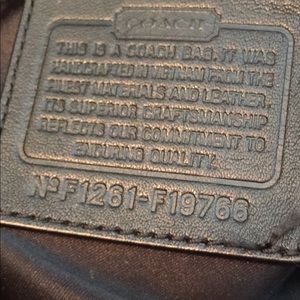 COACH
THIS IS A COACH BAG. IT WAS
HANDCRAFTED IN VIETNAM FROM THE
FINEST MATERIALS AND LEATHER.
ITS SUPERIOR CRAFTSMANSHIP
REFLECTS OUR COMMITMENT TO
ENDURING QUALITY.
Nº F1261-F19766